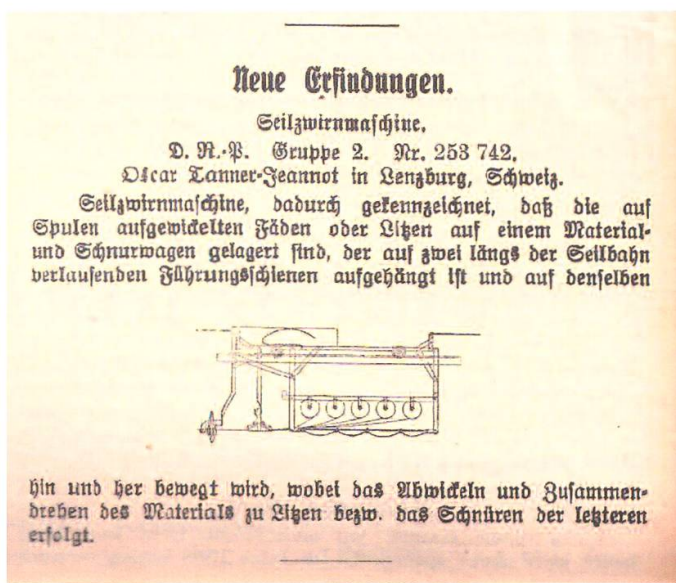 Neue Erfindungen.
Seilzwirnmaschine.
D. R.-P. Gruppe 2. Nr. 253 742.
Oscar Tanner-Jeannot in Lenzburg, Schweiz.
Seilzwirnmaschine, dadurch gekennzeichnet, daß die auf
Spulen aufgewickelten Fäden oder Litzen auf einem Material-
und Schnurwagen gelagert sind, der auf zwei längs der Seilbahn
verlaufenden Führungsschienen aufgehängt ist und auf denselben
hin und her bewegt wird, wobei das Abwickeln und Zusammen-
drehen des Materials zu Litzen bezw. das Schnüren der letzteren
erfolgt.